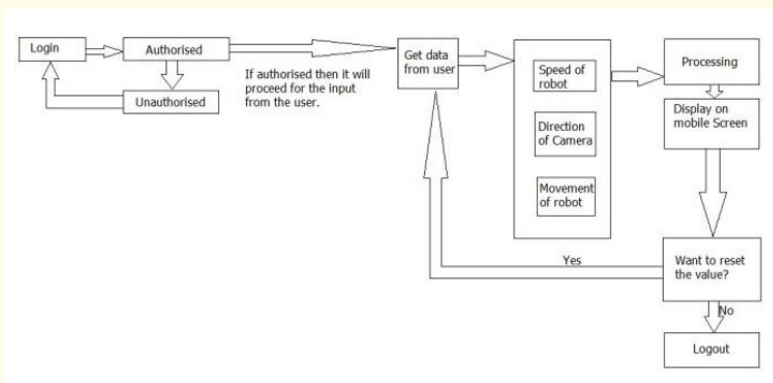 Login
Authorised
Unauthorised
If authorised then it will
proceed for the input
from the user.
Get data
from user
Speed of
robot
Direction
of Camera
Movement
of robot
Processing
Display on
mobile Screen
Want to reset
the value?
Yes
No
Logout